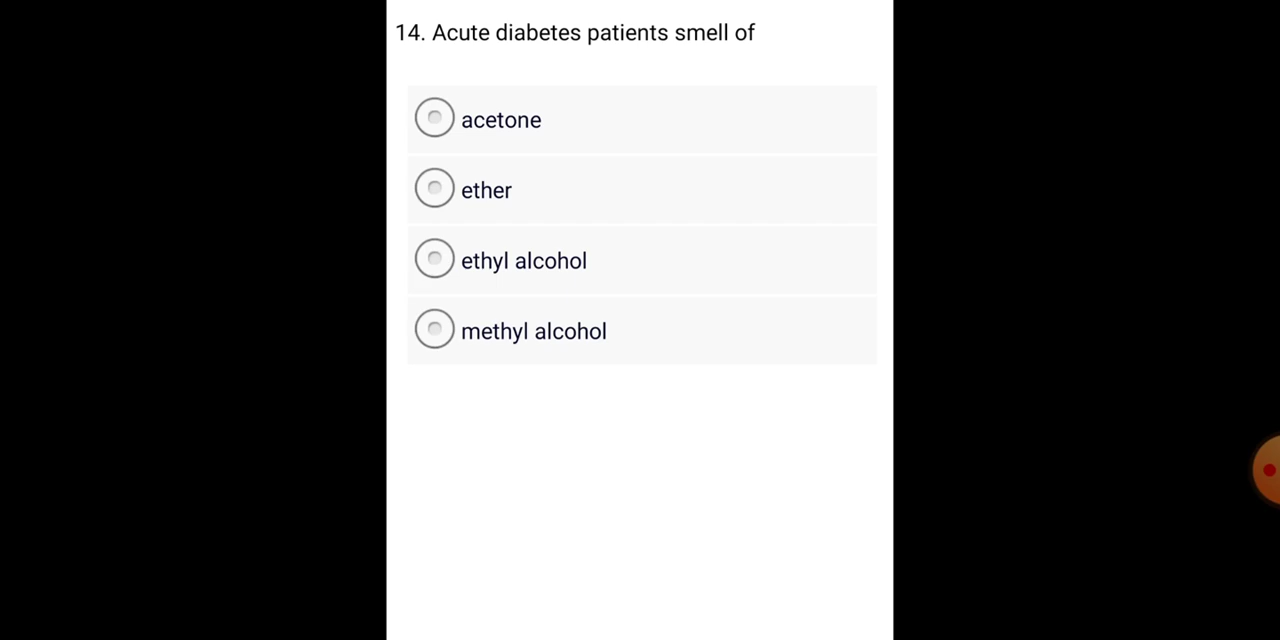 14. Acute diabetes patients smell of
acetone
ether
ethyl alcohol
methyl alcohol